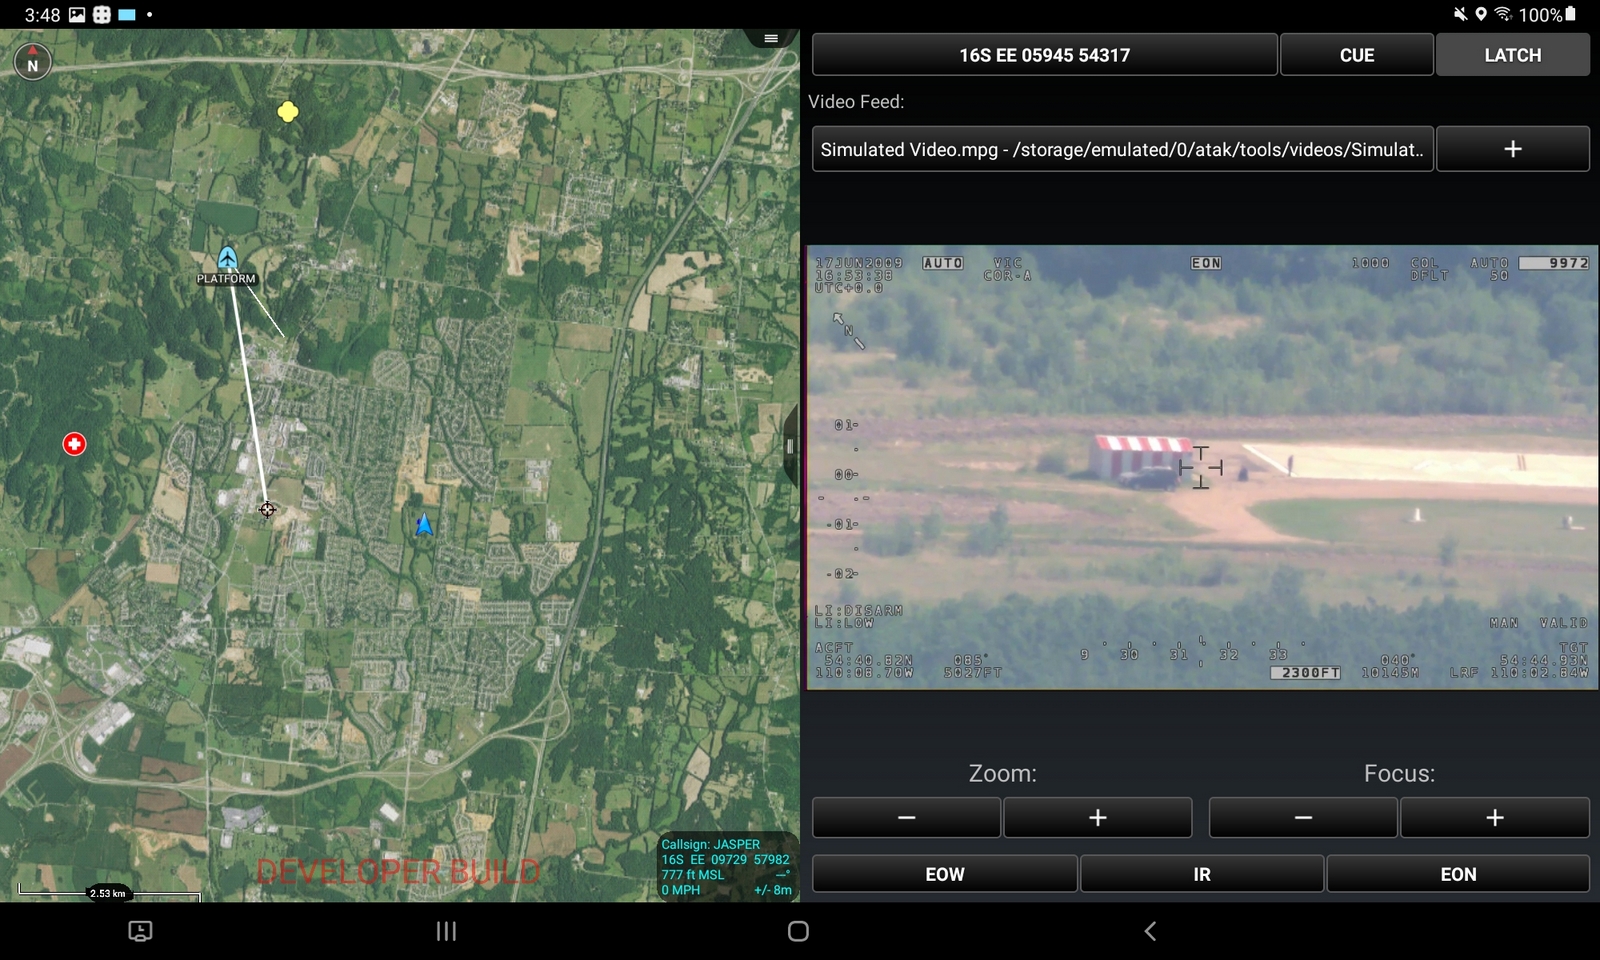 3:48
100%
N
16S EE 05945 54317
CUE
LATCH
Video Feed:
Simulated Video.mpg - /storage/emulated/0/atak/tools/videos/Simulat..
+
PLATFORM
17JUN2009 AUTO VIC EON 1000 COL AUTO 9972
16:53:38 COR-A DFLT 50
UTC+0.0
N
01-
00-
-01-
-02-
LI:DISARM
LI:LOW
MAN VALID
ACFT 9 30 31 32 33 TGT
54:40.82N 085° 040° 54:44.93N
110:08.70W 5027FT 2300FT 10145M LRF 110:02.84W
Zoom:
Focus:
− + − +
EOW
IR
EON
DEVELOPER BUILD
Callsign: JASPER
16S EE 09729 57982
777 ft MSL —°
0 MPH +/- 8m
2.53 km